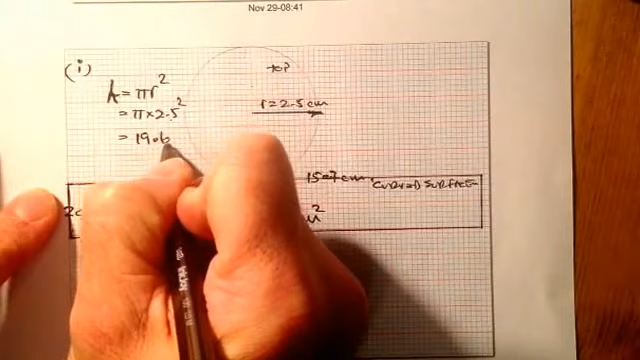 Nov 29-08:41
(i)
top
A = πr²
= π × 2.5²
r = 2.5 cm
= 19.6
15.7 cm
CURVED SURFACE
2c
m²